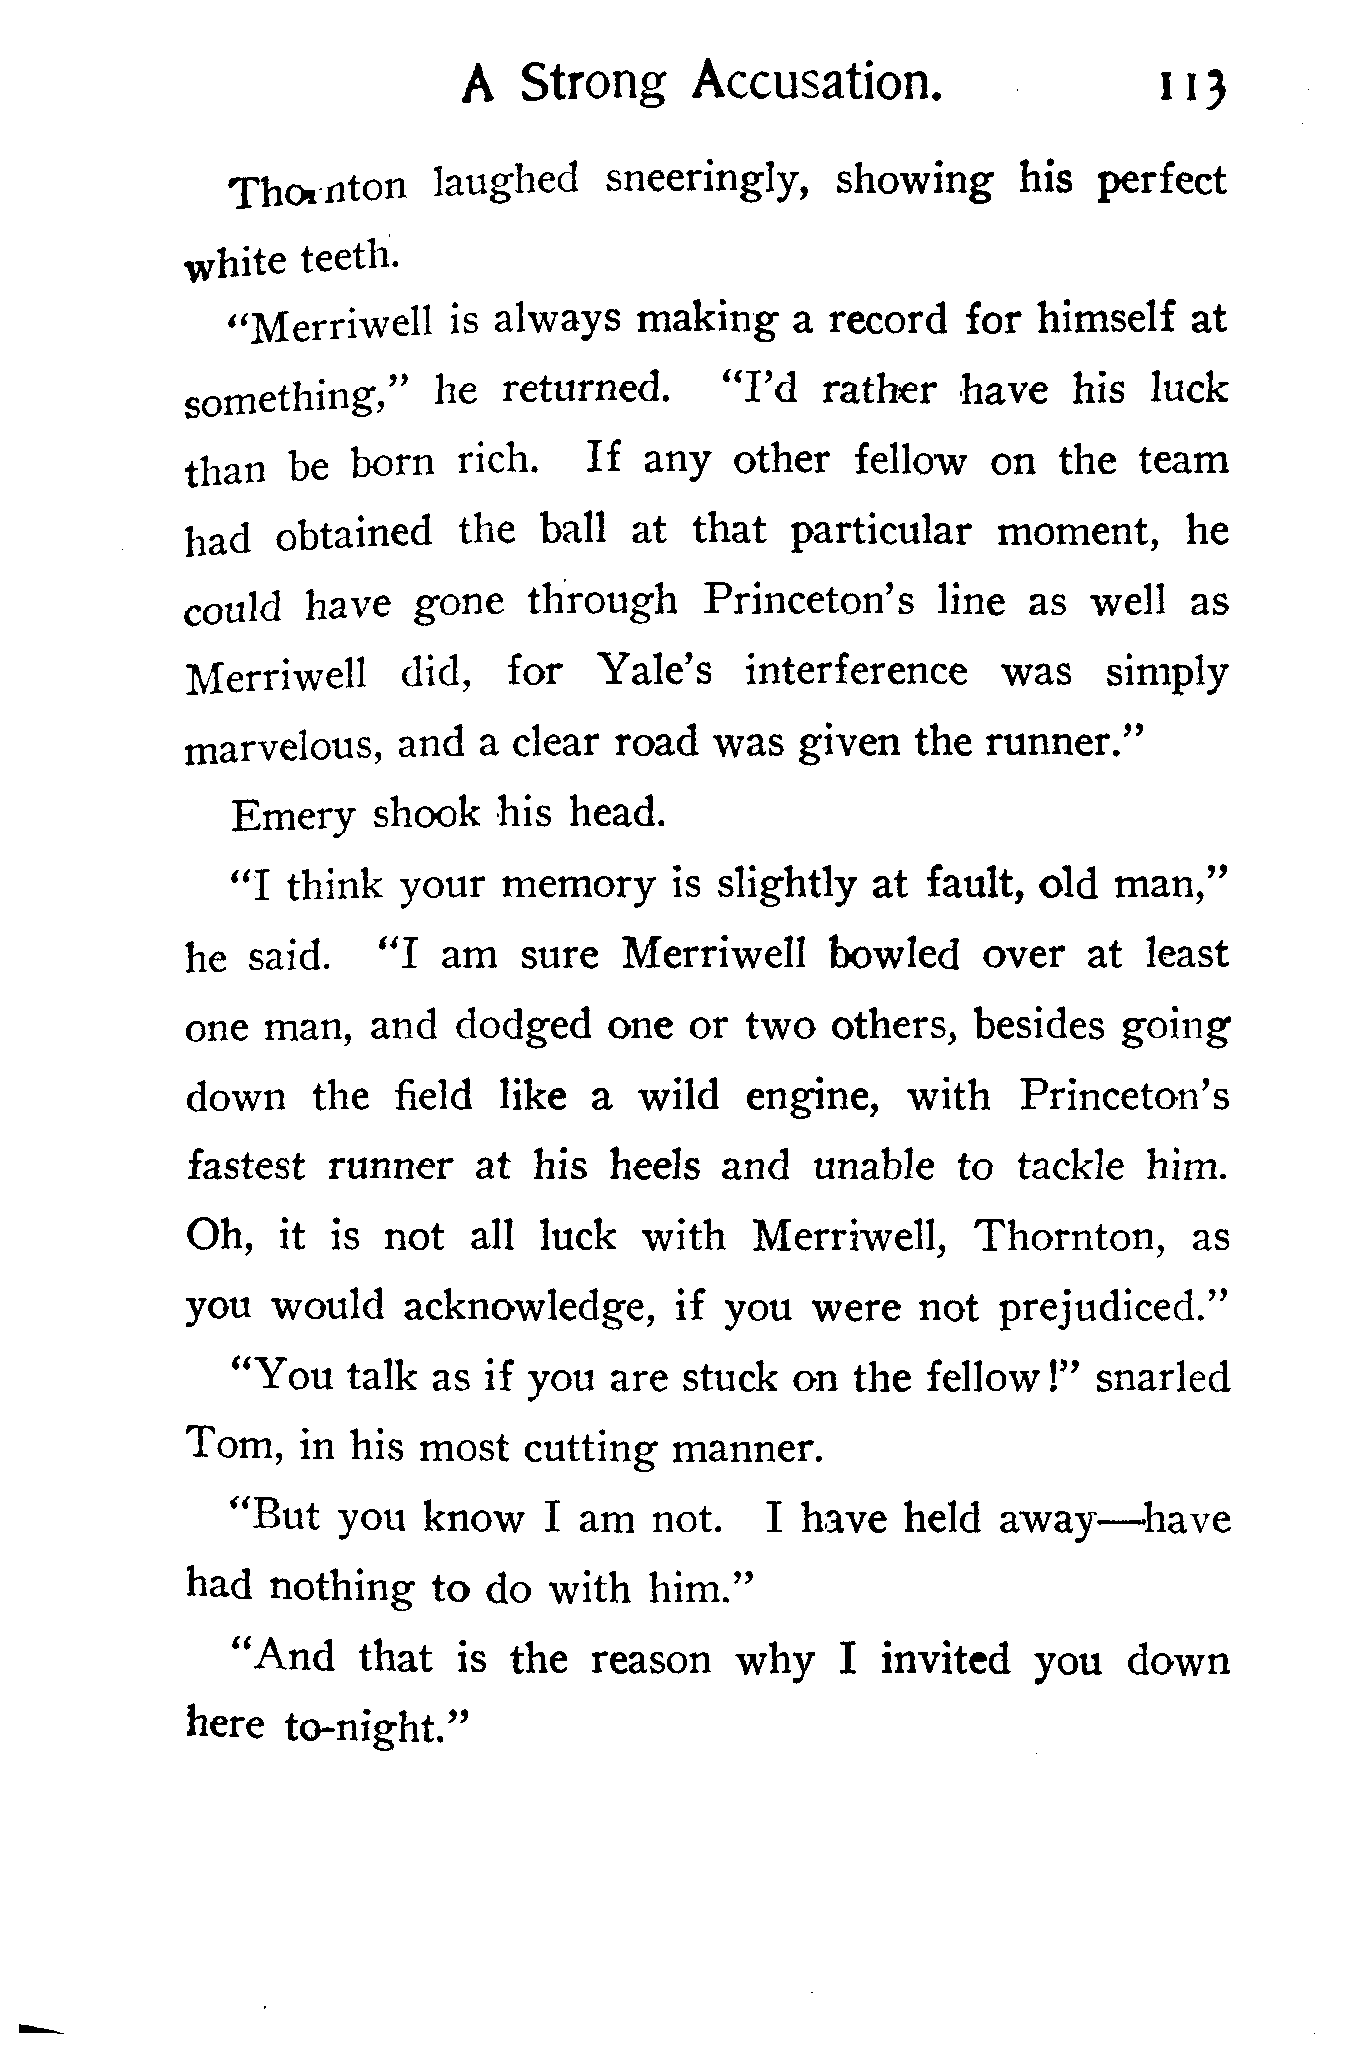 A Strong Accusation. 113
Thornton laughed sneeringly, showing his perfect
white teeth.
“Merriwell is always making a record for himself at
something,” he returned. “I’d rather have his luck
than be born rich. If any other fellow on the team
had obtained the ball at that particular moment, he
could have gone through Princeton’s line as well as
Merriwell did, for Yale’s interference was simply
marvelous, and a clear road was given the runner.”
Emery shook his head.
“I think your memory is slightly at fault, old man,”
he said. “I am sure Merriwell bowled over at least
one man, and dodged one or two others, besides going
down the field like a wild engine, with Princeton’s
fastest runner at his heels and unable to tackle him.
Oh, it is not all luck with Merriwell, Thornton, as
you would acknowledge, if you were not prejudiced.”
“You talk as if you are stuck on the fellow!” snarled
Tom, in his most cutting manner.
“But you know I am not. I have held away—have
had nothing to do with him.”
“And that is the reason why I invited you down
here to-night.”